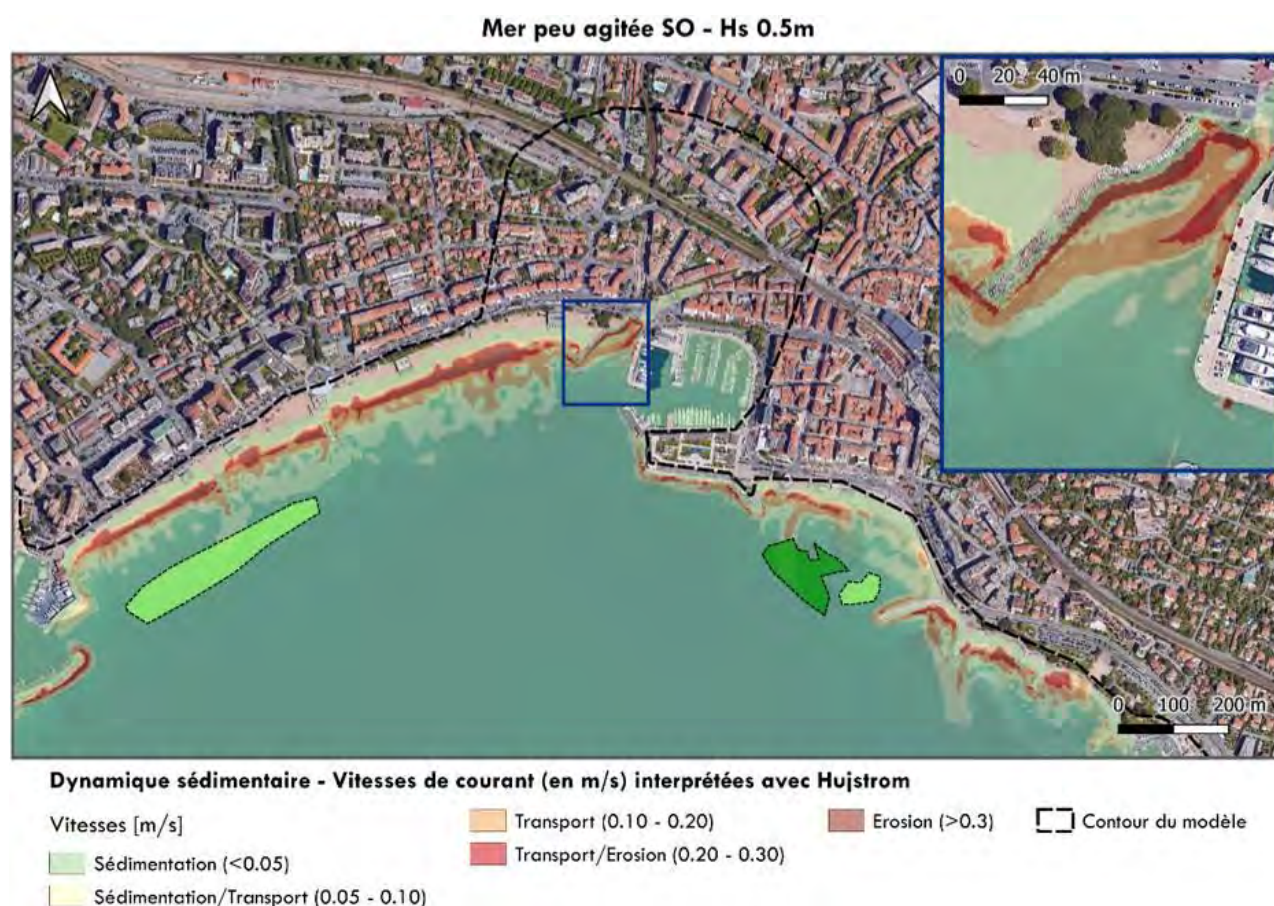 Mer peu agitée SO - Hs 0.5m
0 20 40 m
0 100 200 m
Dynamique sédimentaire - Vitesses de courant (en m/s) interprétées avec Hujstrom
Vitesses [m/s]
Sédimentation (<0.05)
Sédimentation/Transport (0.05 - 0.10)
Transport (0.10 - 0.20)
Transport/Erosion (0.20 - 0.30)
Erosion (>0.3)
Contour du modèle